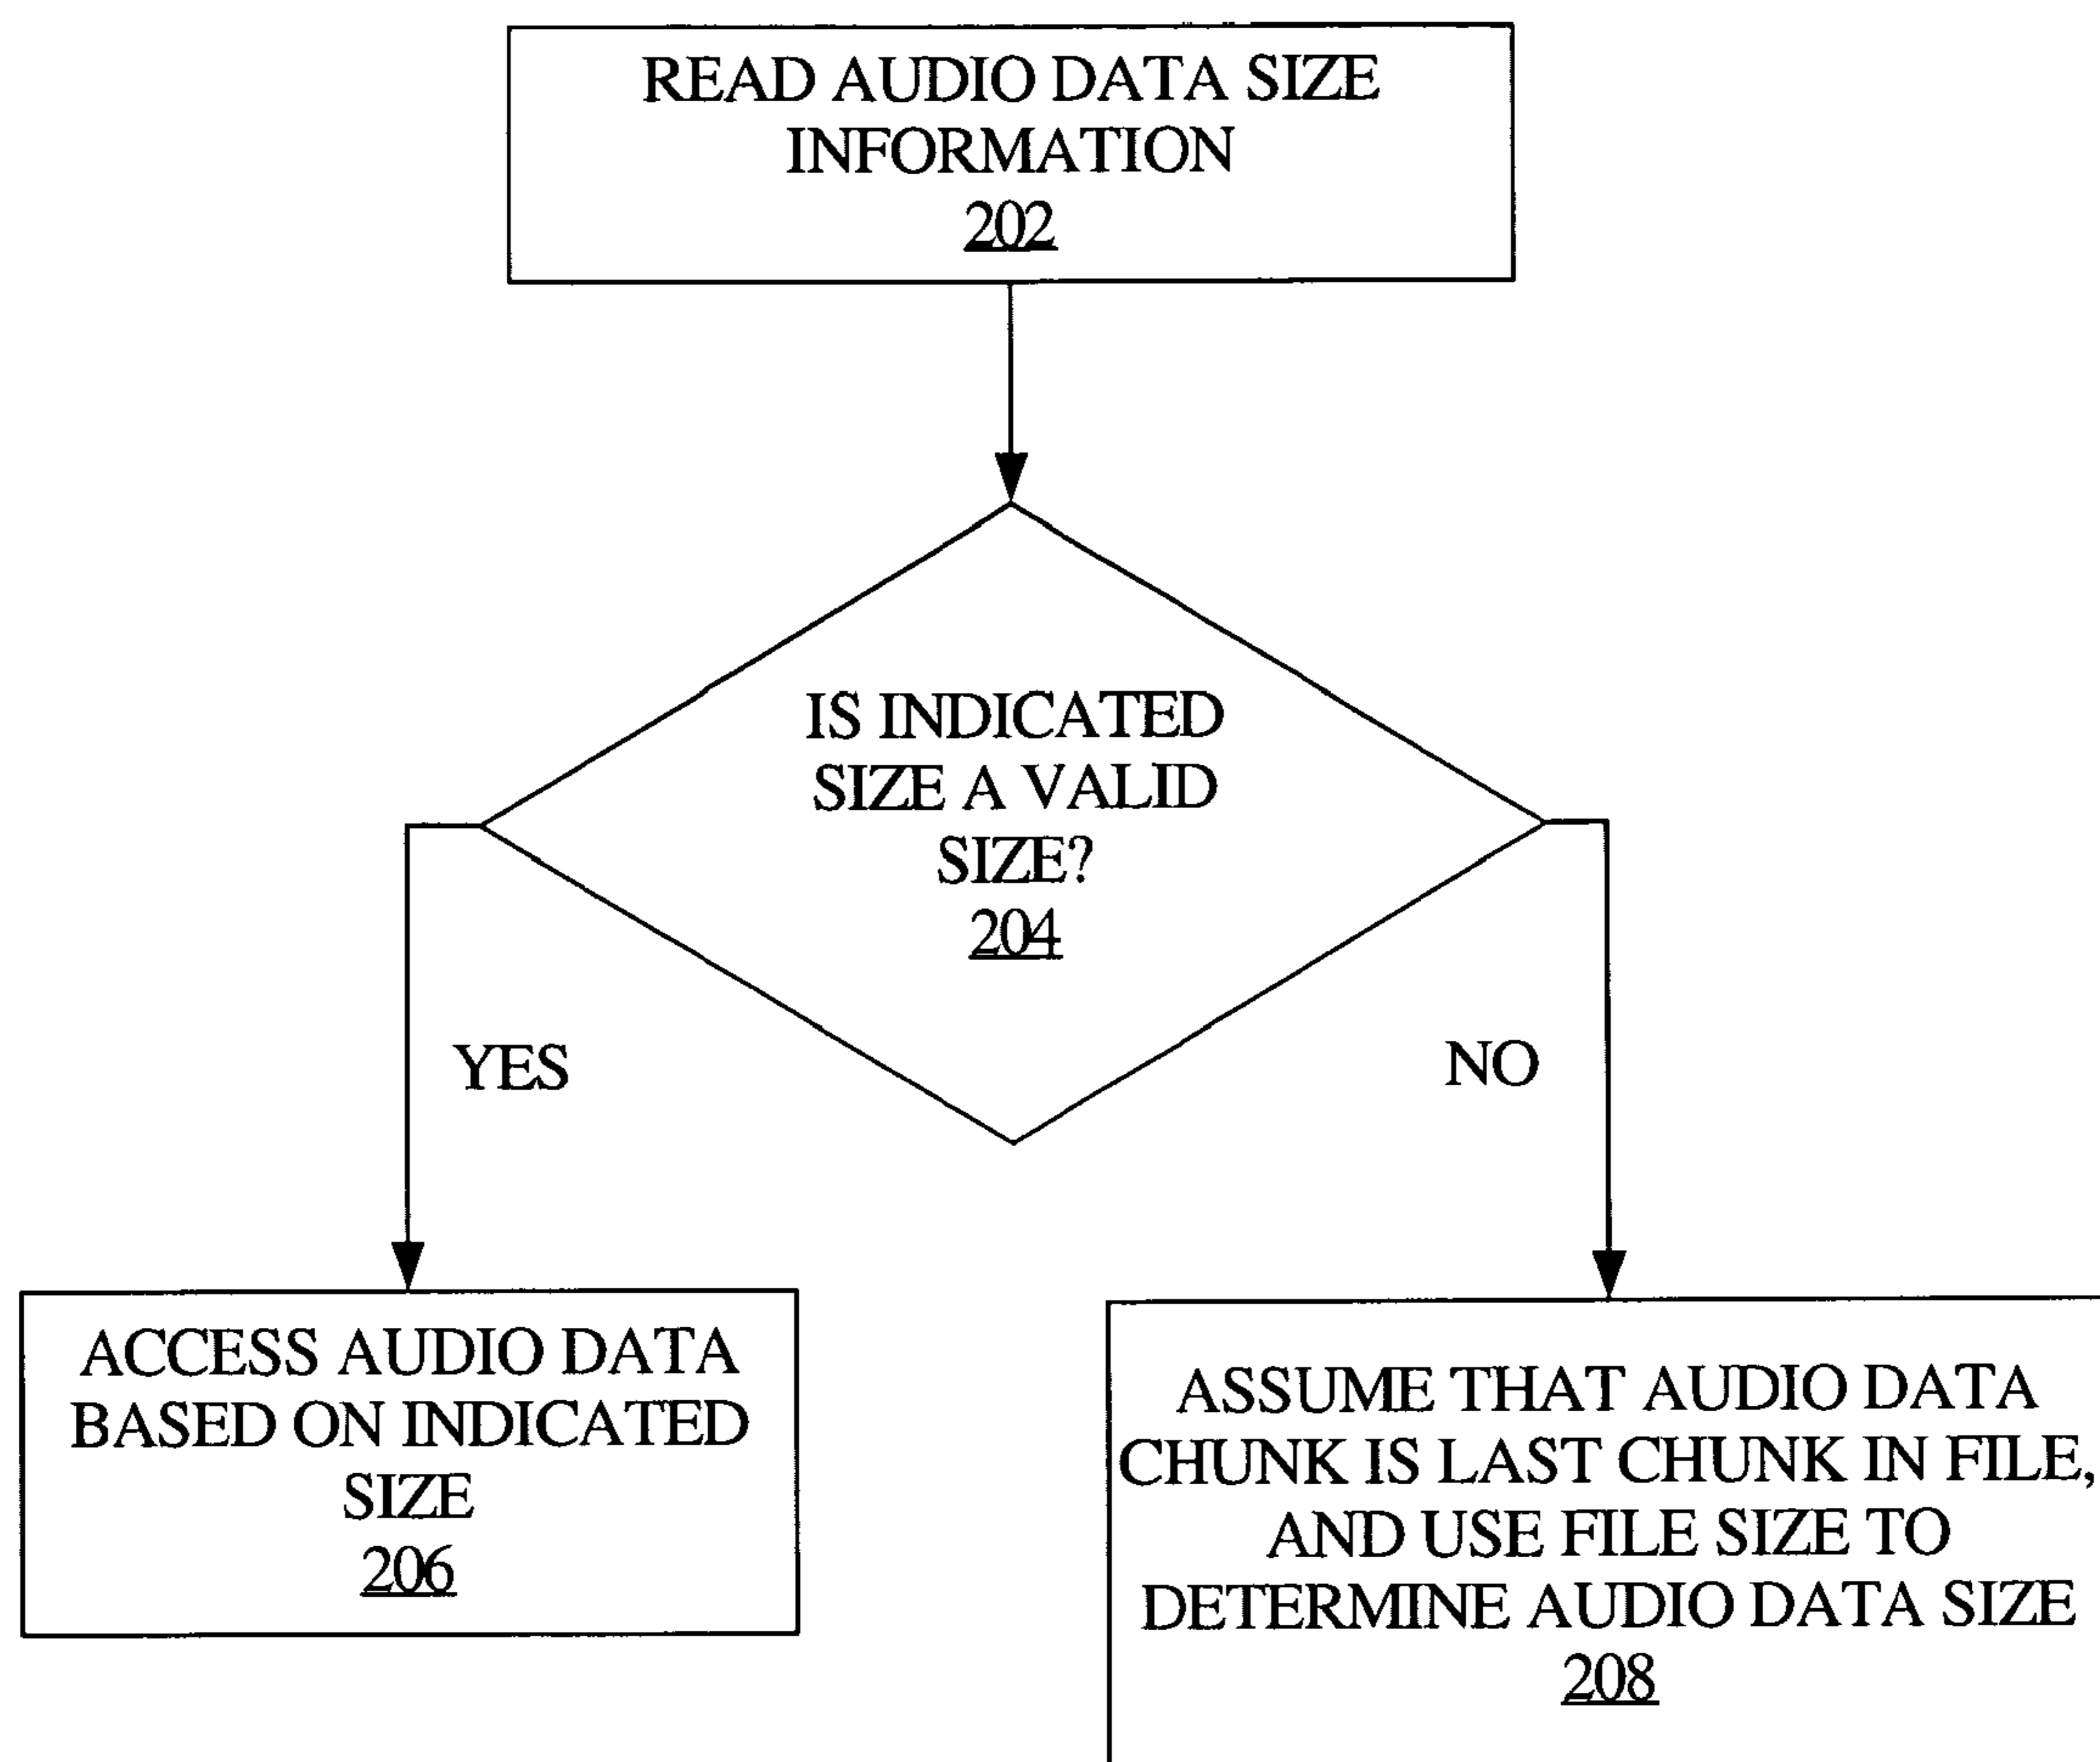 READ AUDIO DATA SIZE
INFORMATION
202
IS INDICATED
SIZE A VALID
SIZE?
204
YES
NO
ACCESS AUDIO DATA
BASED ON INDICATED
SIZE
206
ASSUME THAT AUDIO DATA
CHUNK IS LAST CHUNK IN FILE,
AND USE FILE SIZE TO
DETERMINE AUDIO DATA SIZE
208